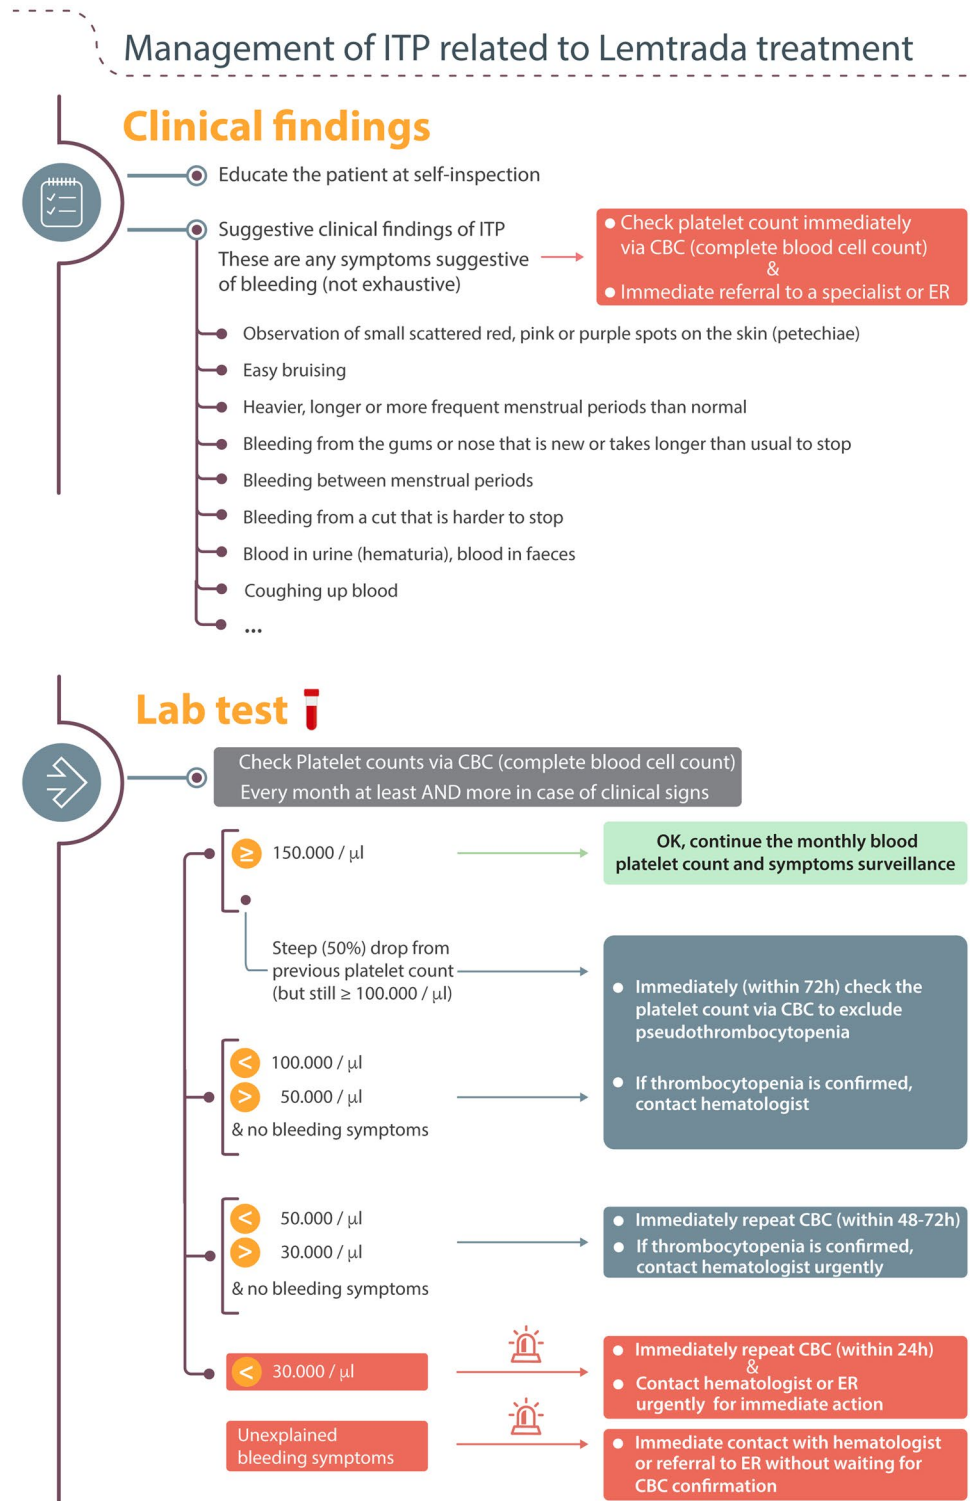 Management of ITP related to Lemtrada treatment
Clinical findings
Educate the patient at self-inspection
Suggestive clinical findings of ITP
These are any symptoms suggestive
of bleeding (not exhaustive)
● Check platelet count immediately
via CBC (complete blood cell count)
&
● Immediate referral to a specialist or ER
Observation of small scattered red, pink or purple spots on the skin (petechiae)
Easy bruising
Heavier, longer or more frequent menstrual periods than normal
Bleeding from the gums or nose that is new or takes longer than usual to stop
Bleeding between menstrual periods
Bleeding from a cut that is harder to stop
Blood in urine (hematuria), blood in faeces
Coughing up blood
...
Lab test
Check Platelet counts via CBC (complete blood cell count)
Every month at least AND more in case of clinical signs
≥ 150.000 / µl
OK, continue the monthly blood
platelet count and symptoms surveillance
Steep (50%) drop from
previous platelet count
(but still ≥ 100.000 / µl)
● Immediately (within 72h) check the
platelet count via CBC to exclude
pseudothrombocytopenia
● If thrombocytopenia is confirmed,
contact hematologist
< 100.000 / µl
> 50.000 / µl
& no bleeding symptoms
< 50.000 / µl
> 30.000 / µl
& no bleeding symptoms
● Immediately repeat CBC (within 48-72h)
● If thrombocytopenia is confirmed,
contact hematologist urgently
< 30.000 / µl
● Immediately repeat CBC (within 24h)
&
● Contact hematologist or ER
urgently for immediate action
Unexplained
bleeding symptoms
● Immediate contact with hematologist
or referral to ER without waiting for
CBC confirmation